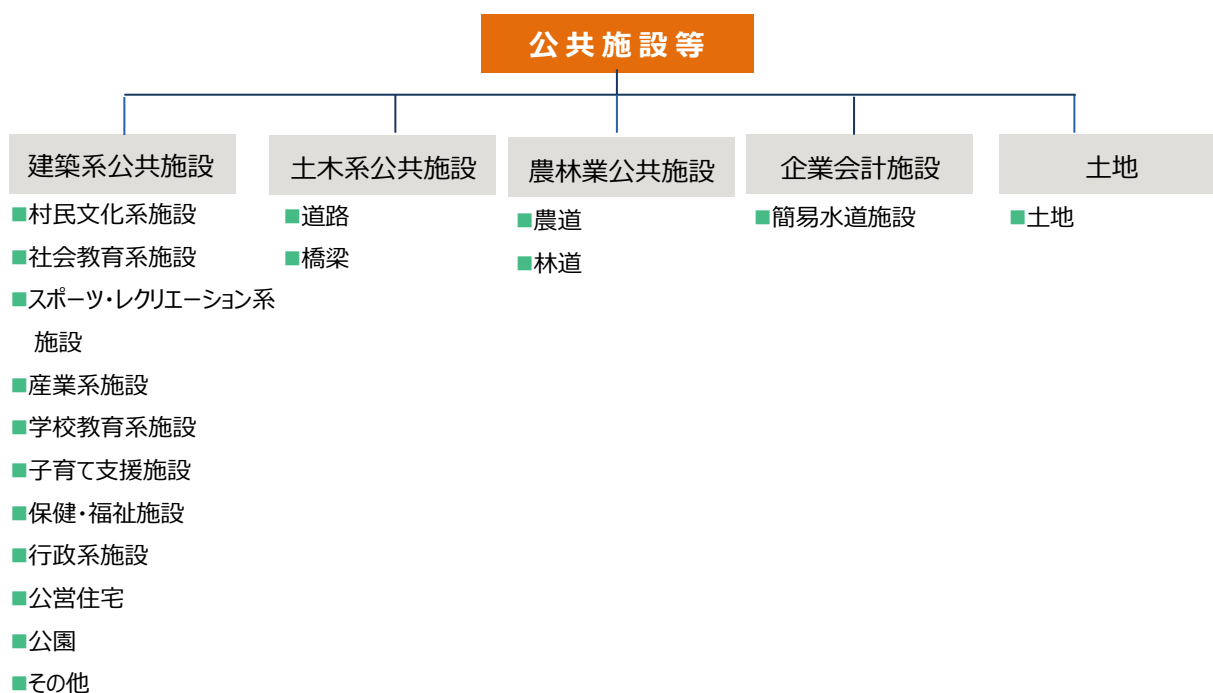 公共施設等
建築系公共施設
■村民文化系施設
■社会教育系施設
■スポーツ・レクリエーション系
施設
■産業系施設
■学校教育系施設
■子育て支援施設
■保健・福祉施設
■行政系施設
■公営住宅
■公園
■その他
土木系公共施設
■道路
■橋梁
農林業公共施設
■農道
■林道
企業会計施設
■簡易水道施設
土地
■土地